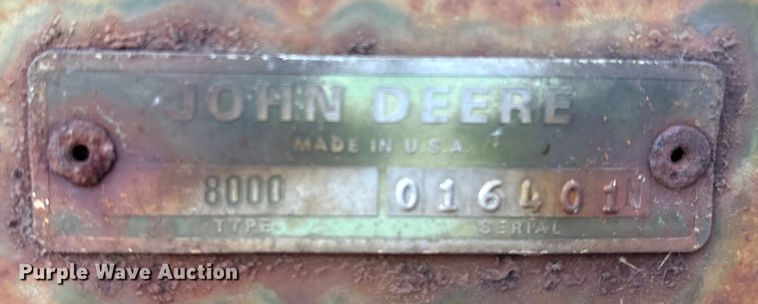 JOHN DEERE
MADE IN U.S.A.
8000 016401N
TYPE SERIAL
Purple Wave Auction